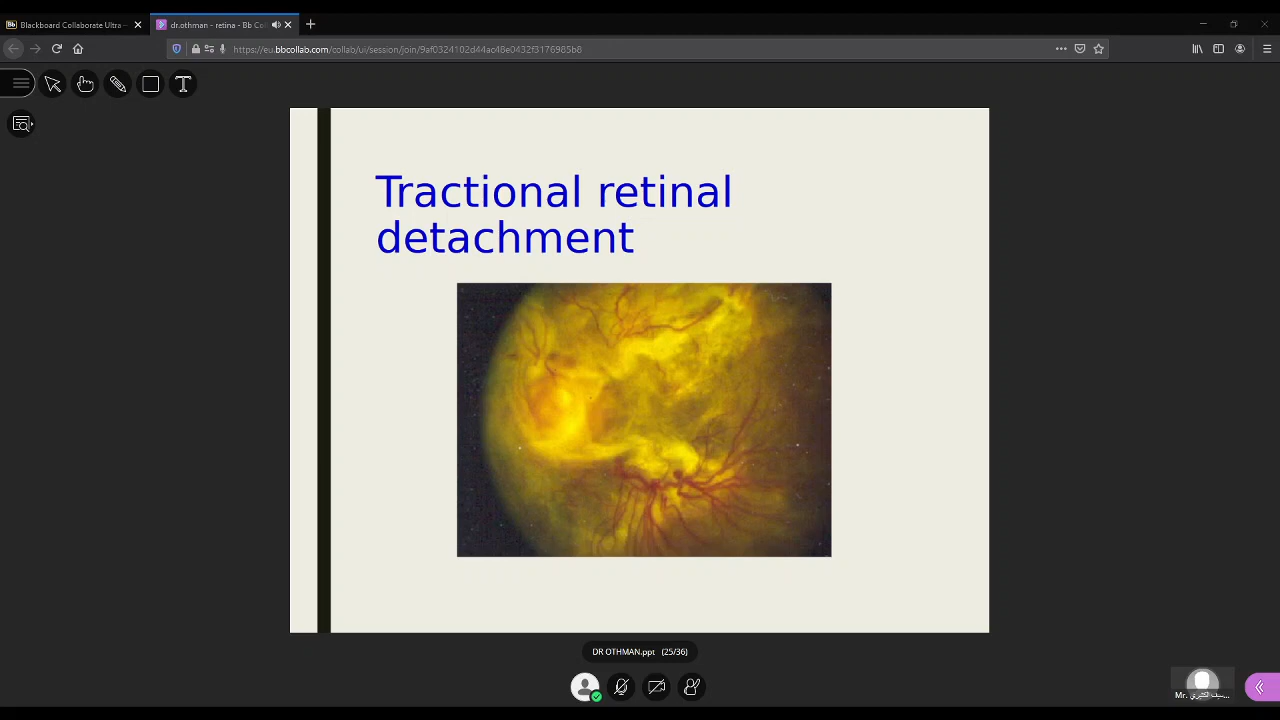 Blackboard Collaborate Ultra –
dr.othman – retina - Bb Co
https://eu.bbcollab.com/collab/ui/session/join/9af0324102d44ac48e0432f3176985b8
Tractional retinal
detachment
DR OTHMAN.ppt (25/36)
Mr.